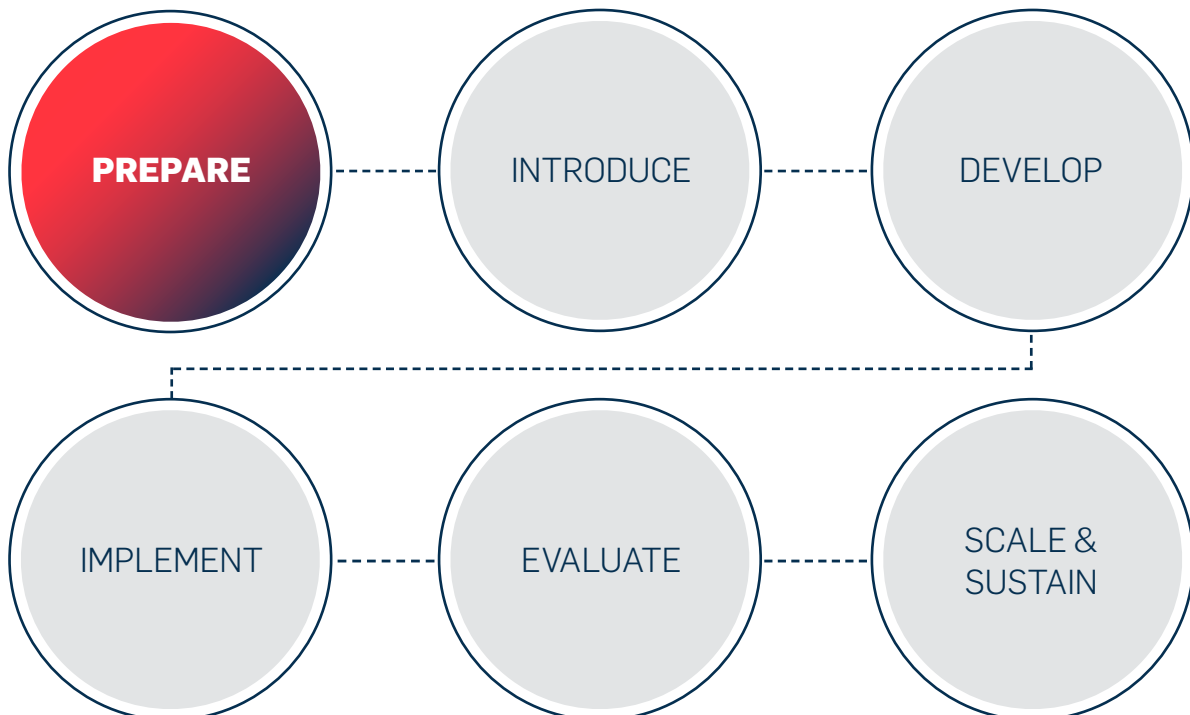 PREPARE
INTRODUCE
DEVELOP
IMPLEMENT
EVALUATE
SCALE &
SUSTAIN